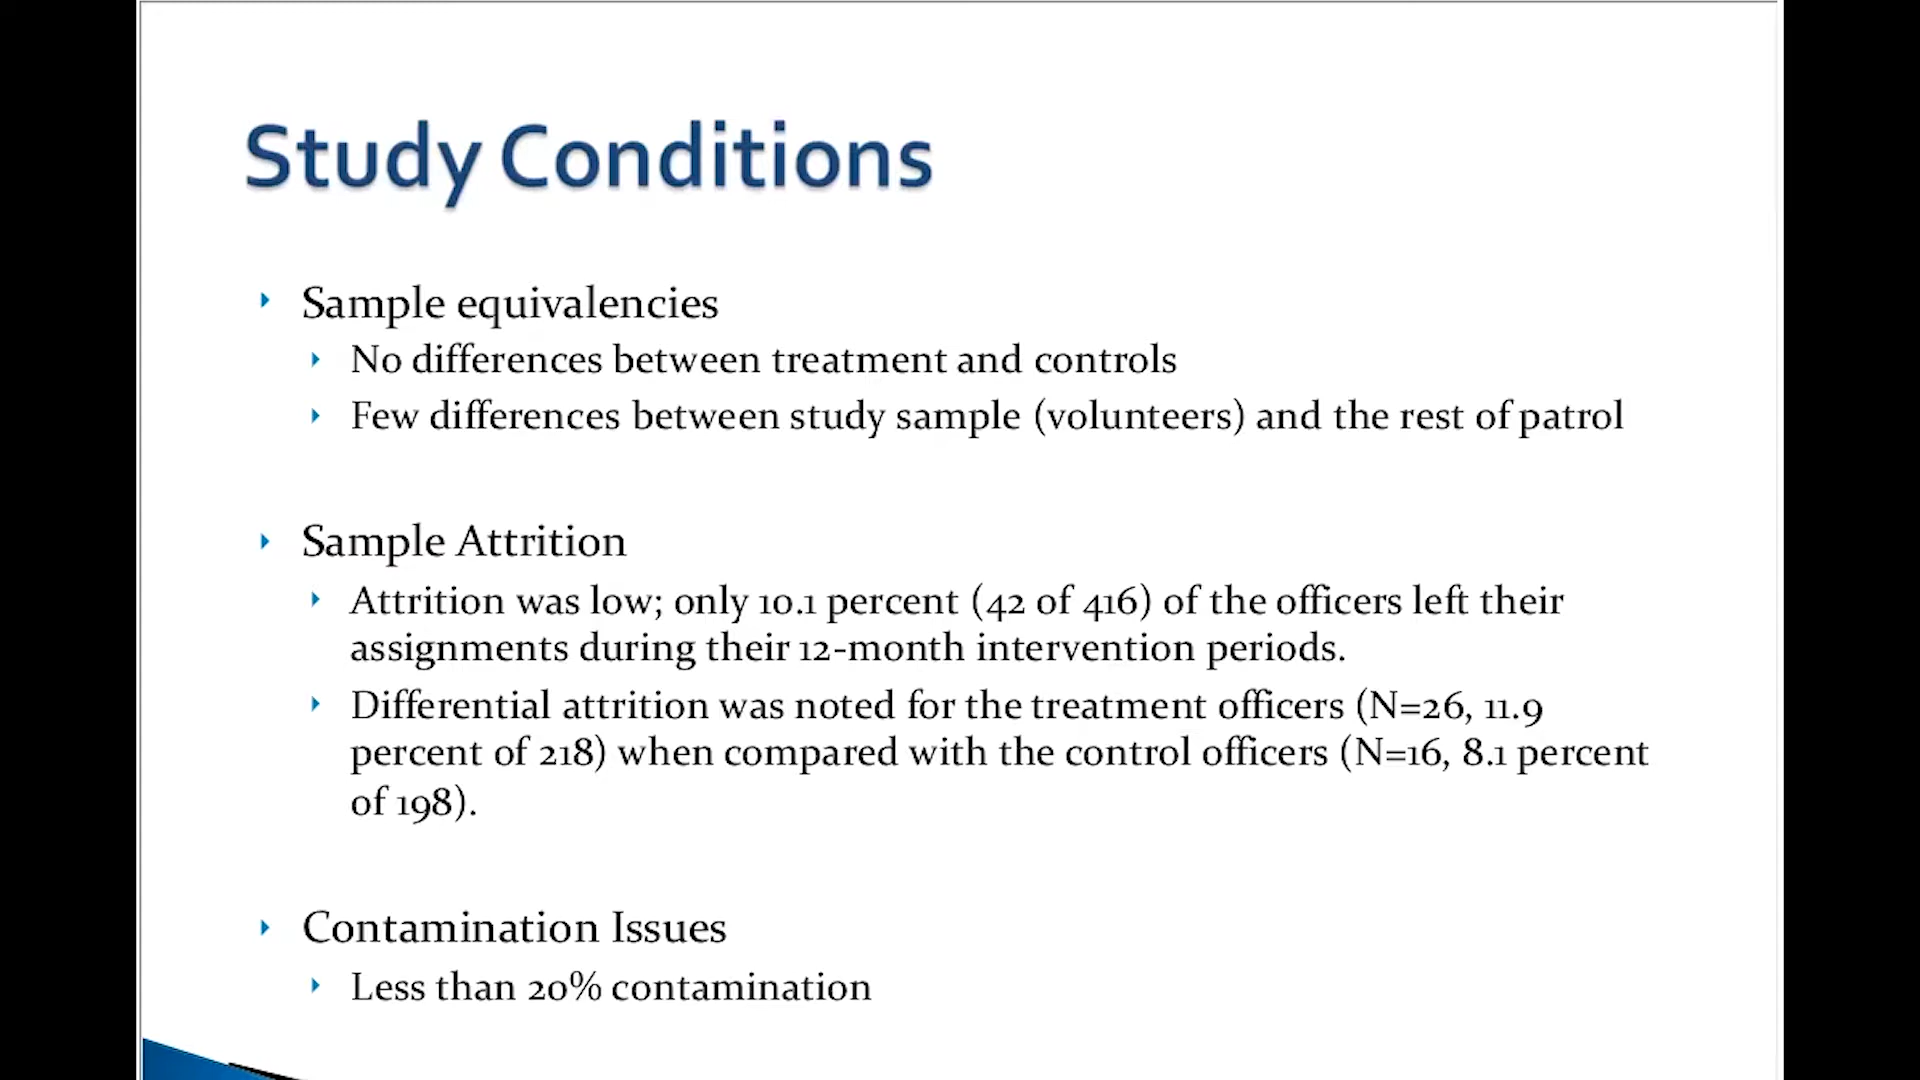 Study Conditions
Sample equivalencies
No differences between treatment and controls
Few differences between study sample (volunteers) and the rest of patrol
Sample Attrition
Attrition was low; only 10.1 percent (42 of 416) of the officers left their
assignments during their 12-month intervention periods.
Differential attrition was noted for the treatment officers (N=26, 11.9
percent of 218) when compared with the control officers (N=16, 8.1 percent
of 198).
Contamination Issues
Less than 20% contamination